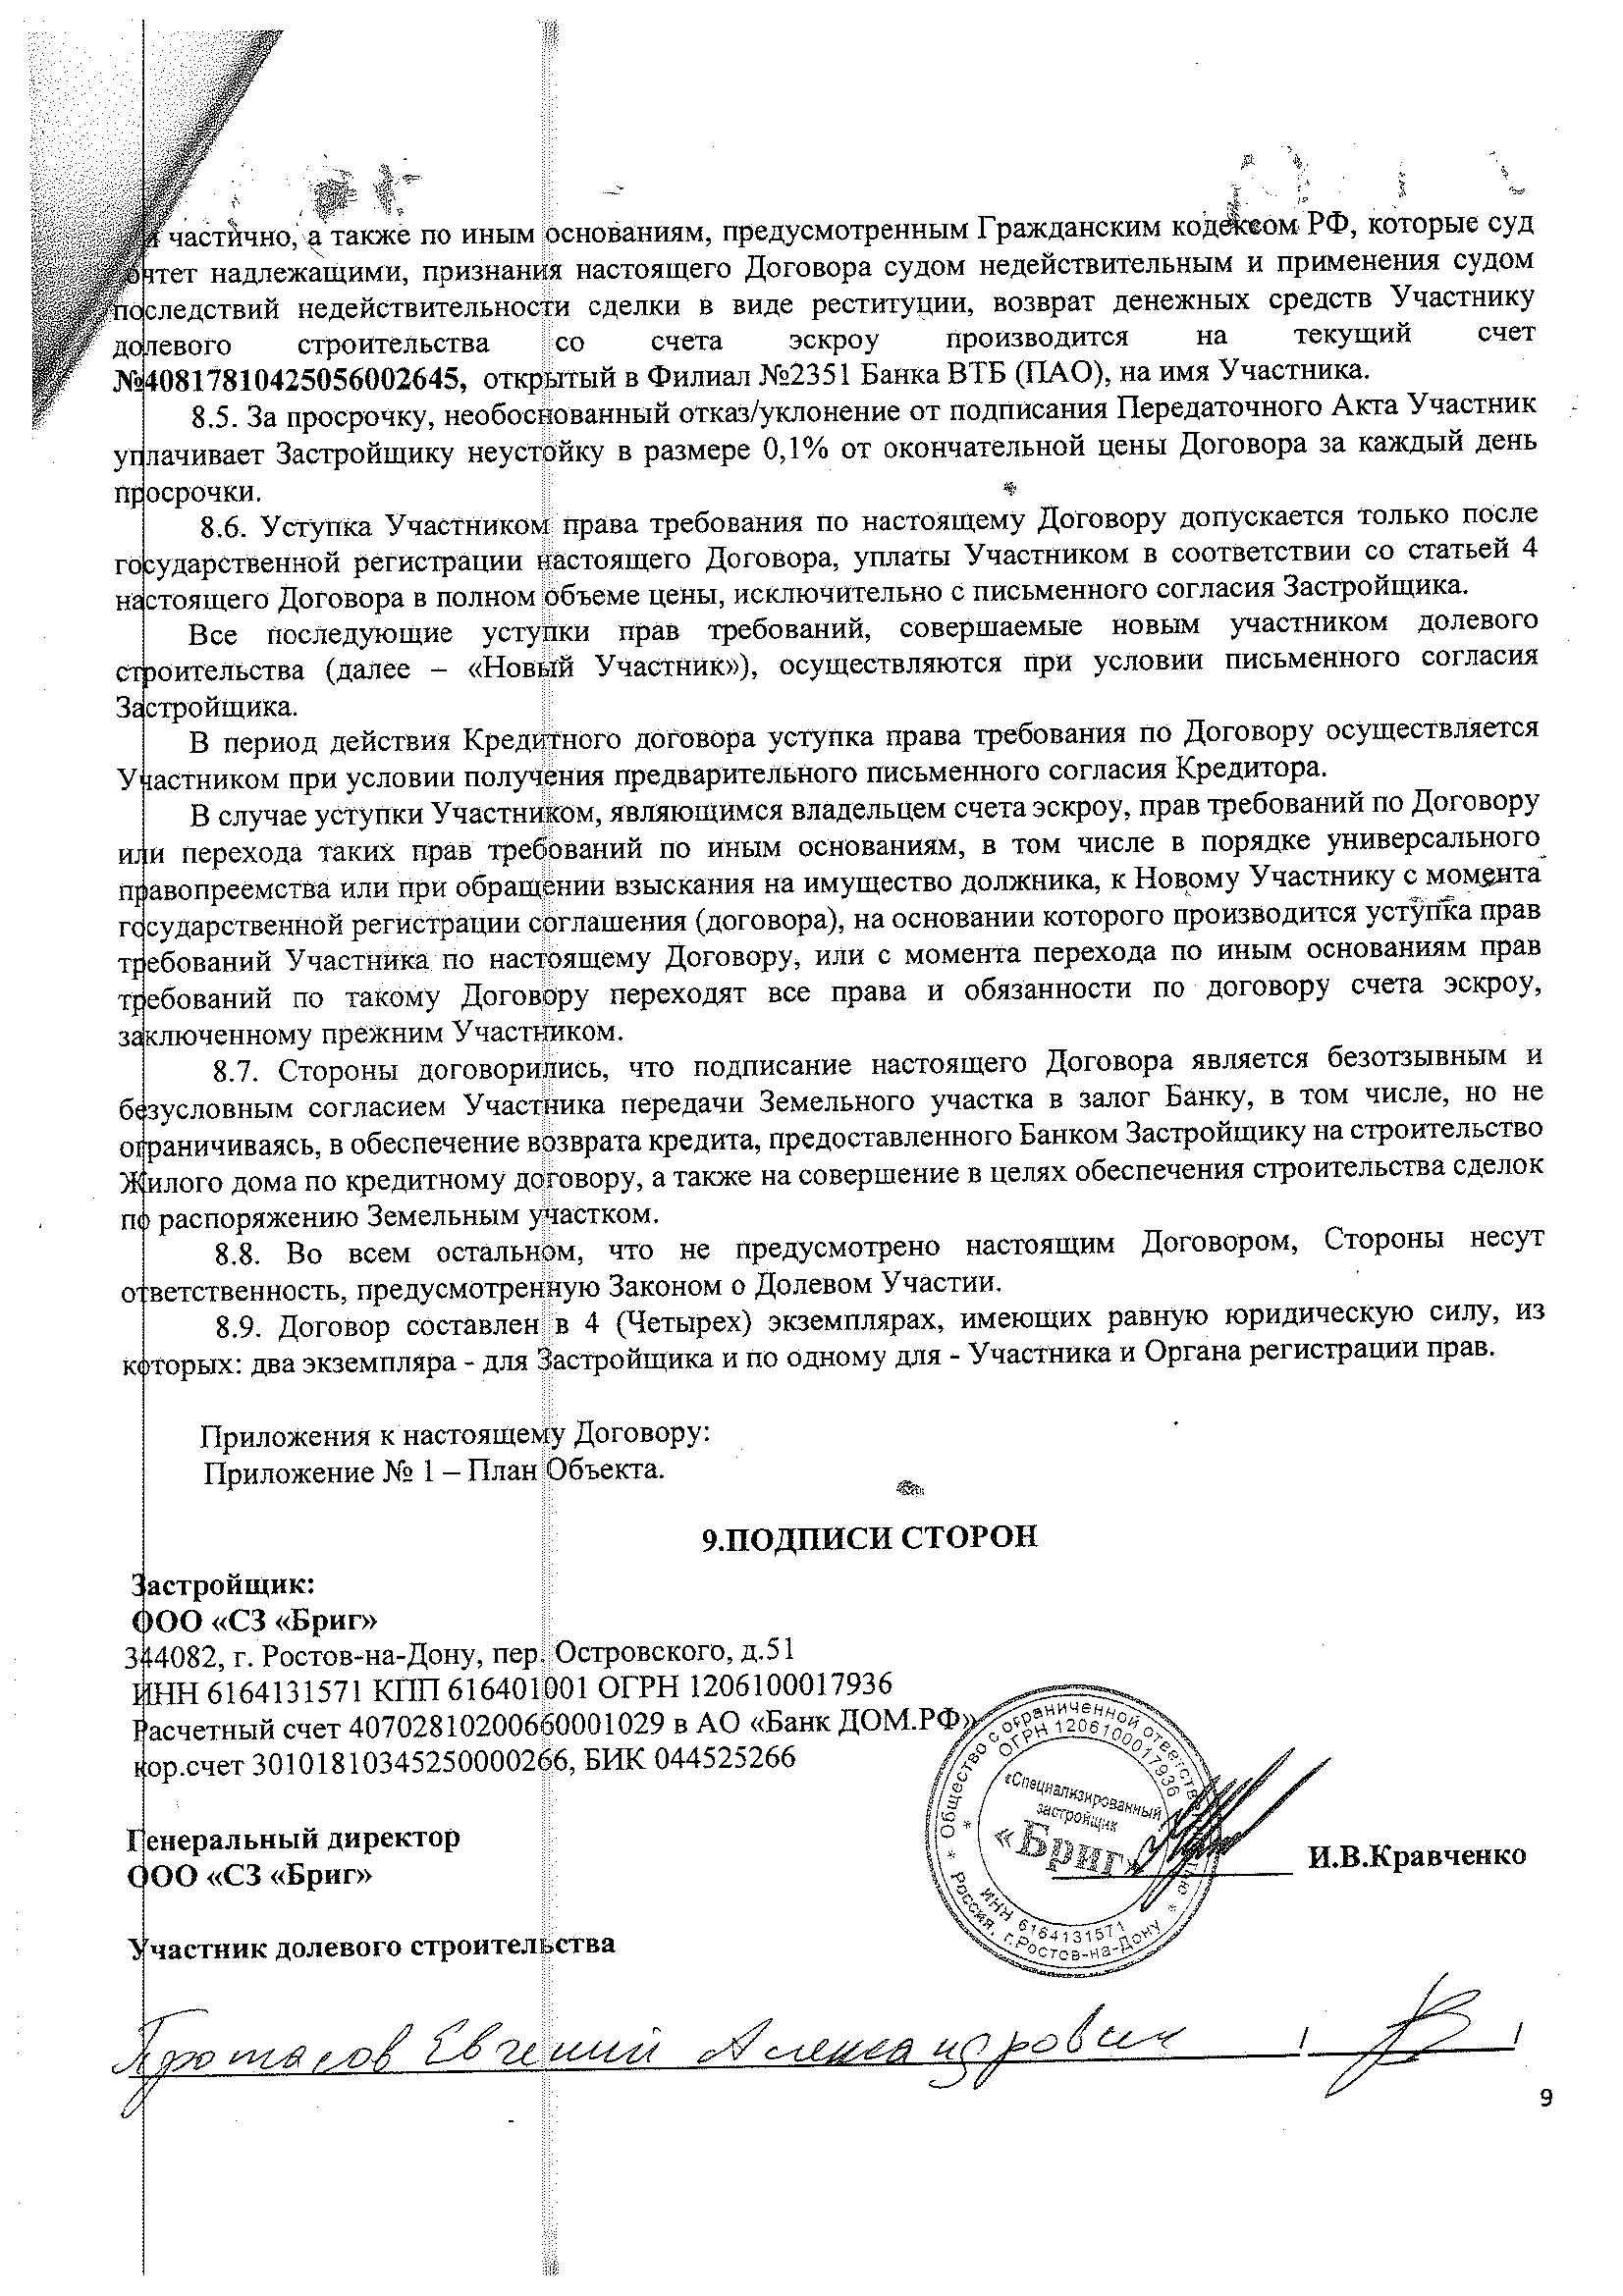 частично, а также по иным основаниям, предусмотренным Гражданским кодексом РФ, которые суд
сочтет надлежащими, признания настоящего Договора судом недействительным и применения судом
последствий недействительности сделки в виде реституции, возврат денежных средств Участнику
долевого строительства со счета эскроу производится на текущий счет
№40817810425056002645, открытый в Филиал №2351 Банка ВТБ (ПАО), на имя Участника.
8.5. За просрочку, необоснованный отказ/уклонение от подписания Передаточного Акта Участник
уплачивает Застройщику неустойку в размере 0,1% от окончательной цены Договора за каждый день
просрочки.
8.6. Уступка Участником права требования по настоящему Договору допускается только после
государственной регистрации настоящего Договора, уплаты Участником в соответствии со статьей 4
настоящего Договора в полном объеме цены, исключительно с письменного согласия Застройщика.
Все последующие уступки прав требований, совершаемые новым участником долевого
строительства (далее – «Новый Участник»), осуществляются при условии письменного согласия
Застройщика.
В период действия Кредитного договора уступка права требования по Договору осуществляется
Участником при условии получения предварительного письменного согласия Кредитора.
В случае уступки Участником, являющимся владельцем счета эскроу, прав требований по Договору
или перехода таких прав требований по иным основаниям, в том числе в порядке универсального
правопреемства или при обращении взыскания на имущество должника, к Новому Участнику с момента
государственной регистрации соглашения (договора), на основании которого производится уступка прав
требований Участника по настоящему Договору, или с момента перехода по иным основаниям прав
требований по такому Договору переходят все права и обязанности по договору счета эскроу,
заключенному прежним Участником.
8.7. Стороны договорились, что подписание настоящего Договора является безотзывным и
безусловным согласием Участника передачи Земельного участка в залог Банку, в том числе, но не
ограничиваясь, в обеспечение возврата кредита, предоставленного Банком Застройщику на строительство
Жилого дома по кредитному договору, а также на совершение в целях обеспечения строительства сделок
по распоряжению Земельным участком.
8.8. Во всем остальном, что не предусмотрено настоящим Договором, Стороны несут
ответственность, предусмотренную Законом о Долевом Участии.
8.9. Договор составлен в 4 (Четырех) экземплярах, имеющих равную юридическую силу, из
которых: два экземпляра - для Застройщика и по одному для - Участника и Органа регистрации прав.
Приложения к настоящему Договору:
Приложение № 1 – План Объекта.
9.ПОДПИСИ СТОРОН
Застройщик:
ООО «СЗ «Бриг»
344082, г. Ростов-на-Дону, пер. Островского, д.51
ИНН 6164131571 КПП 616401001 ОГРН 1206100017936
Расчетный счет 40702810200660001029 в АО «Банк ДОМ.РФ»
кор.счет 30101810345250000266, БИК 044525266
Общество с ограниченной ответственностью
ОГРН 1206100017936
«Специализированный
застройщик
«Бриг»
ИНН 6164131571
Россия, г.Ростов-на-Дону
Генеральный директор
ООО «СЗ «Бриг»
И.В.Кравченко
Участник долевого строительства
Протасов Евгений Александрович / /
9